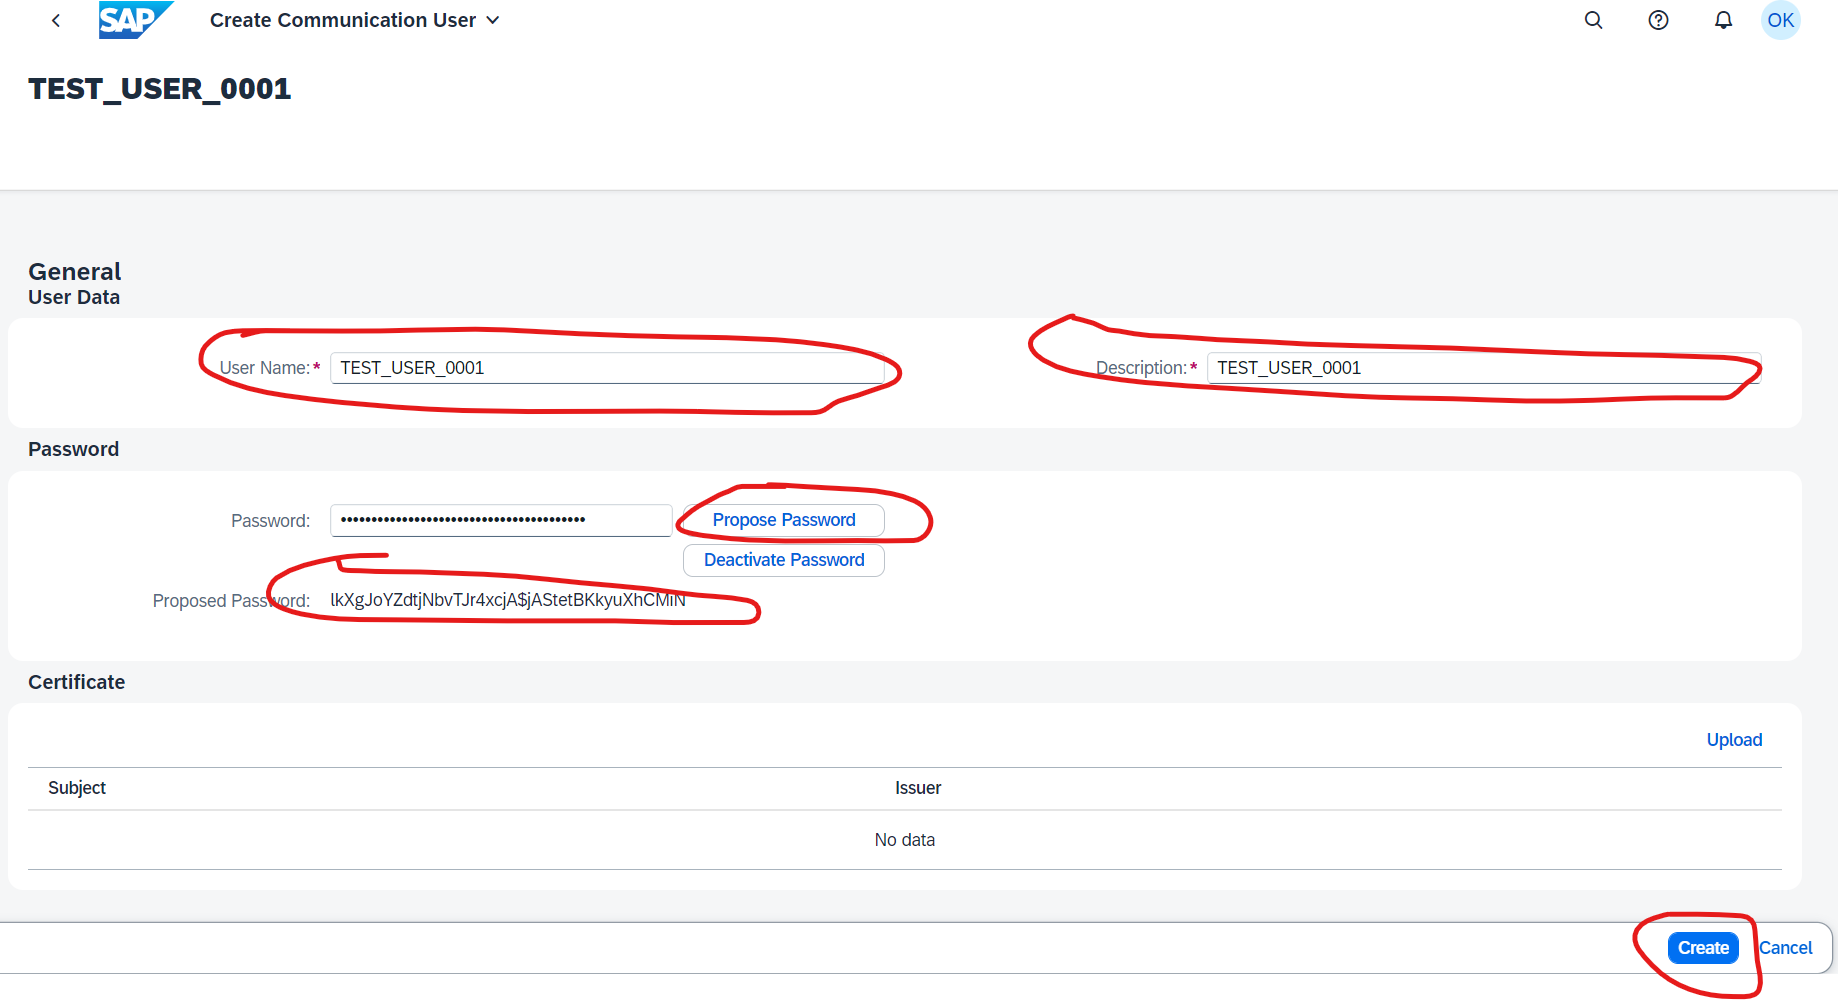 SAP Create Communication User OK
TEST_USER_0001
General
User Data
User Name:* TEST_USER_0001 Description:* TEST_USER_0001
Password
Password: •••••••••••••••••••••••••••••••••••••••• Propose Password
Deactivate Password
Proposed Password: lkXgJoYZdtjNbvTJr4xcjA$jAStetBKkyuXhCMiN
Certificate
Upload
Subject Issuer
No data
Create Cancel